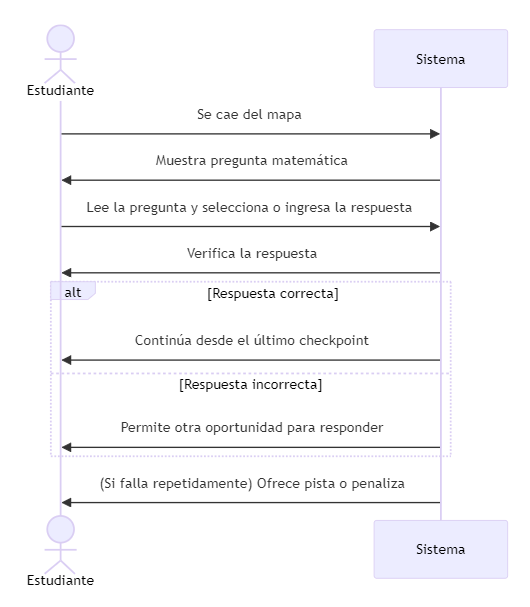 Estudiante
Sistema
Se cae del mapa
Muestra pregunta matemática
Lee la pregunta y selecciona o ingresa la respuesta
Verifica la respuesta
alt
[Respuesta correcta]
Continúa desde el último checkpoint
[Respuesta incorrecta]
Permite otra oportunidad para responder
(Si falla repetidamente) Ofrece pista o penaliza
Estudiante
Sistema